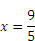 x = 9/5